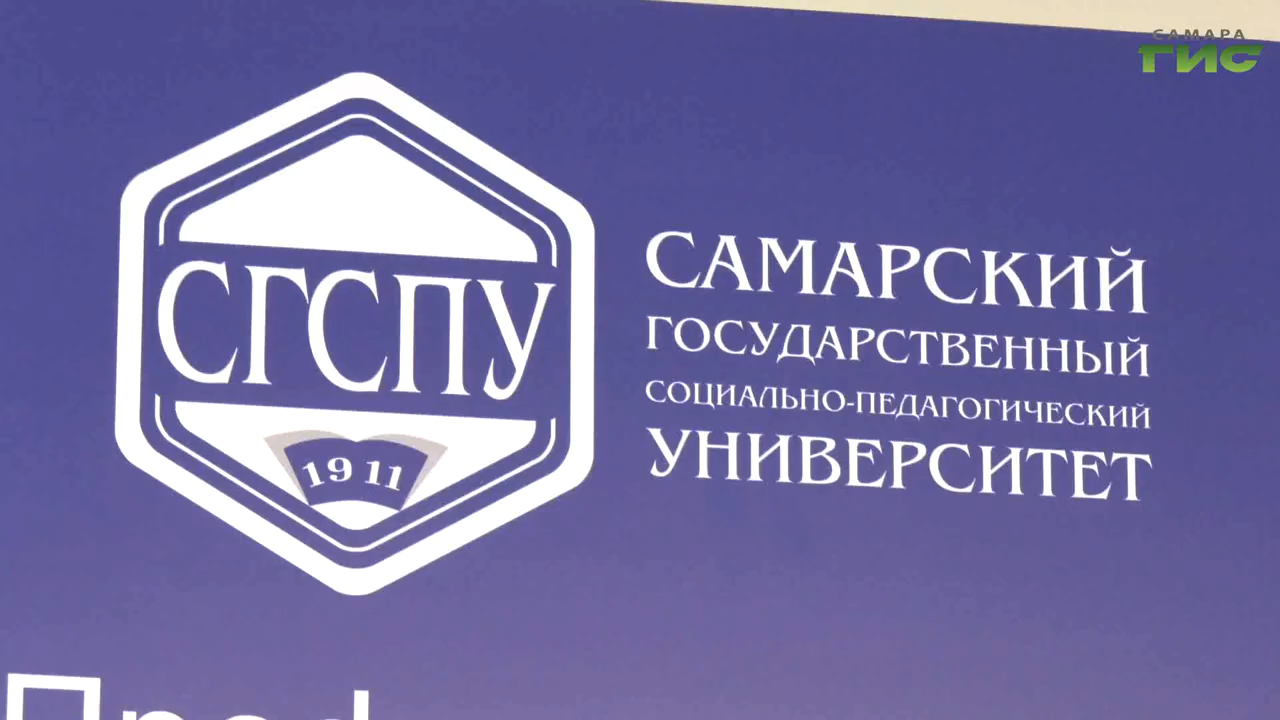 САМАРА
ГИС
СГСПУ
1911
САМАРСКИЙ
ГОСУДАРСТВЕННЫЙ
СОЦИАЛЬНО-ПЕДАГОГИЧЕСКИЙ
УНИВЕРСИТЕТ